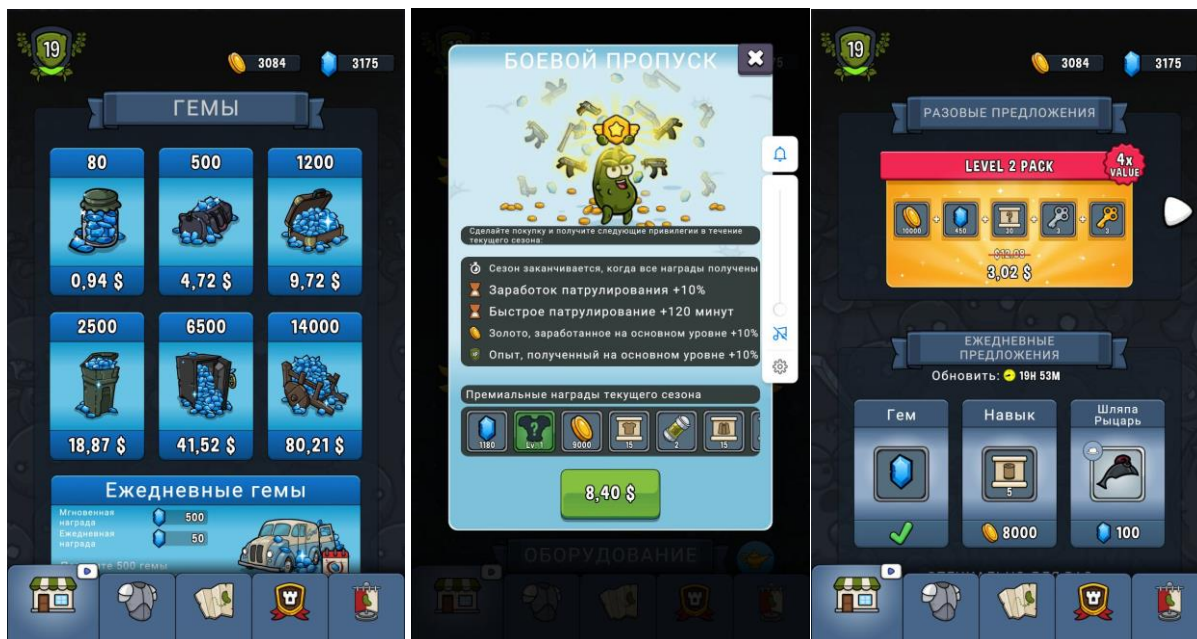 19
3084
3175
ГЕМЫ
80
500
1200
0,94 $
4,72 $
9,72 $
2500
6500
14000
18,87 $
41,52 $
80,21 $
Ежедневные гемы
Мгновенная
награда
500
Ежедневная
награда
50
500 гемы
БОЕВОЙ ПРОПУСК
Сделайте покупку и получите следующие привилегии в течение
текущего сезона:
Сезон заканчивается, когда все награды получены
Заработок патрулирования +10%
Быстрое патрулирование +120 минут
Золото, заработанное на основном уровне +10%
Опыт, полученный на основном уровне +10%
Премиальные награды текущего сезона
1180
Lv. 1
9000
15
2
15
8,40 $
ОБОРУДОВАНИЕ
19
3084
3175
РАЗОВЫЕ ПРЕДЛОЖЕНИЯ
LEVEL 2 PACK
4x
VALUE
10000 + 450 + 30 + 3 + 3
3,02 $
ЕЖЕДНЕВНЫЕ
ПРЕДЛОЖЕНИЯ
Обновить: 19H 53M
Гем
Навык
Шляпа
Рыцарь
5
8000
100